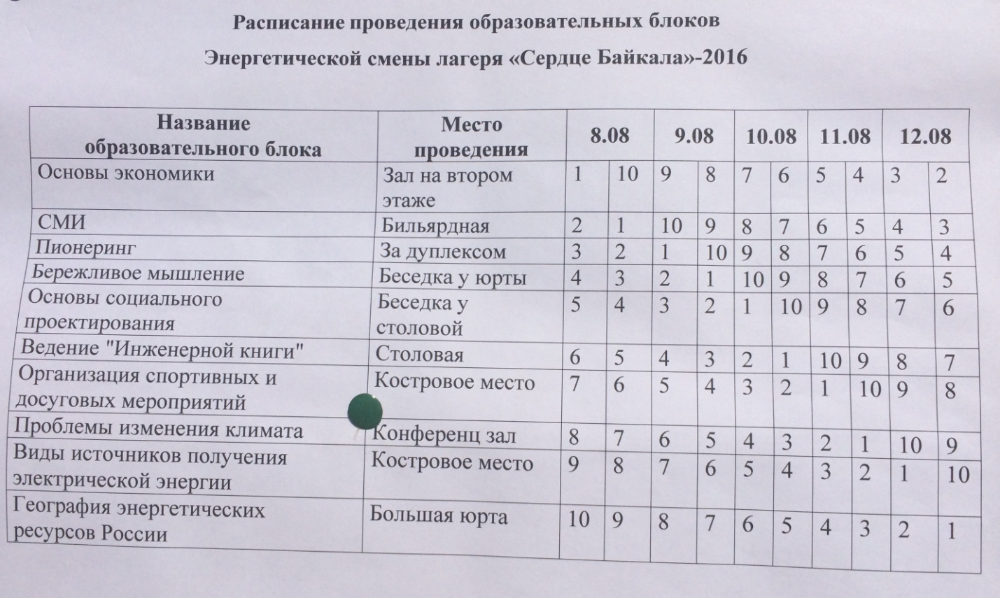 Расписание проведения образовательных блоков
Энергетической смены лагеря «Сердце Байкала»-2016
Название образовательного блока Место проведения 8.08 9.08 10.08 11.08 12.08
Основы экономики Зал на втором этаже 1 10 9 8 7 6 5 4 3 2
СМИ Бильярдная 2 1 10 9 8 7 6 5 4 3
Пионеринг За дуплексом 3 2 1 10 9 8 7 6 5 4
Бережливое мышление Беседка у юрты 4 3 2 1 10 9 8 7 6 5
Основы социального проектирования Беседка у столовой 5 4 3 2 1 10 9 8 7 6
Ведение "Инженерной книги" Столовая 6 5 4 3 2 1 10 9 8 7
Организация спортивных и досуговых мероприятий Костровое место 7 6 5 4 3 2 1 10 9 8
Проблемы изменения климата Конференц зал 8 7 6 5 4 3 2 1 10 9
Виды источников получения электрической энергии Костровое место 9 8 7 6 5 4 3 2 1 10
География энергетических ресурсов России Большая юрта 10 9 8 7 6 5 4 3 2 1